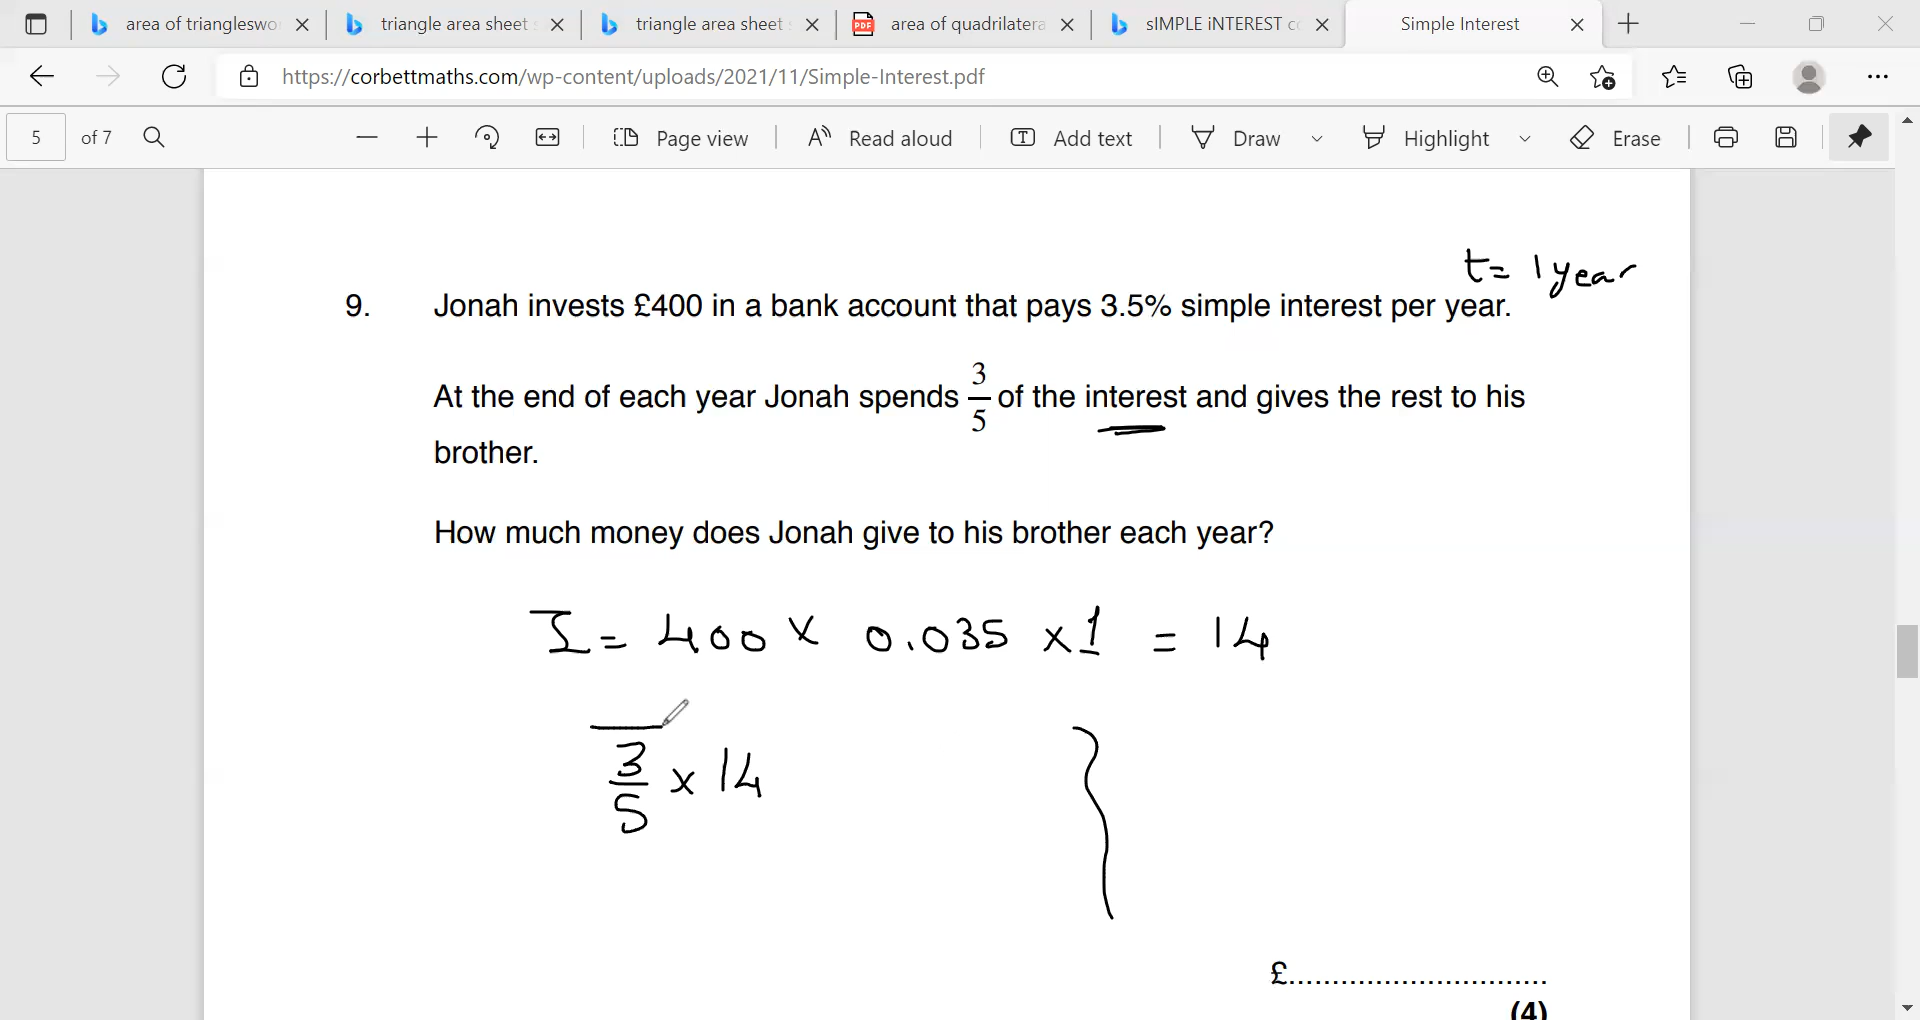 area of triangleswo
triangle area sheet
triangle area sheet
area of quadrilatera
sIMPLE iNTEREST co
Simple Interest
https://corbettmaths.com/wp-content/uploads/2021/11/Simple-Interest.pdf
5 of 7
Page view
Read aloud
Add text
Draw
Highlight
Erase
t= 1 year
9. Jonah invests £400 in a bank account that pays 3.5% simple interest per year.
At the end of each year Jonah spends 3/5 of the interest and gives the rest to his
brother.
How much money does Jonah give to his brother each year?
I = 400 x 0.035 x 1 = 14
3/5 x 14
£..............................
(4)